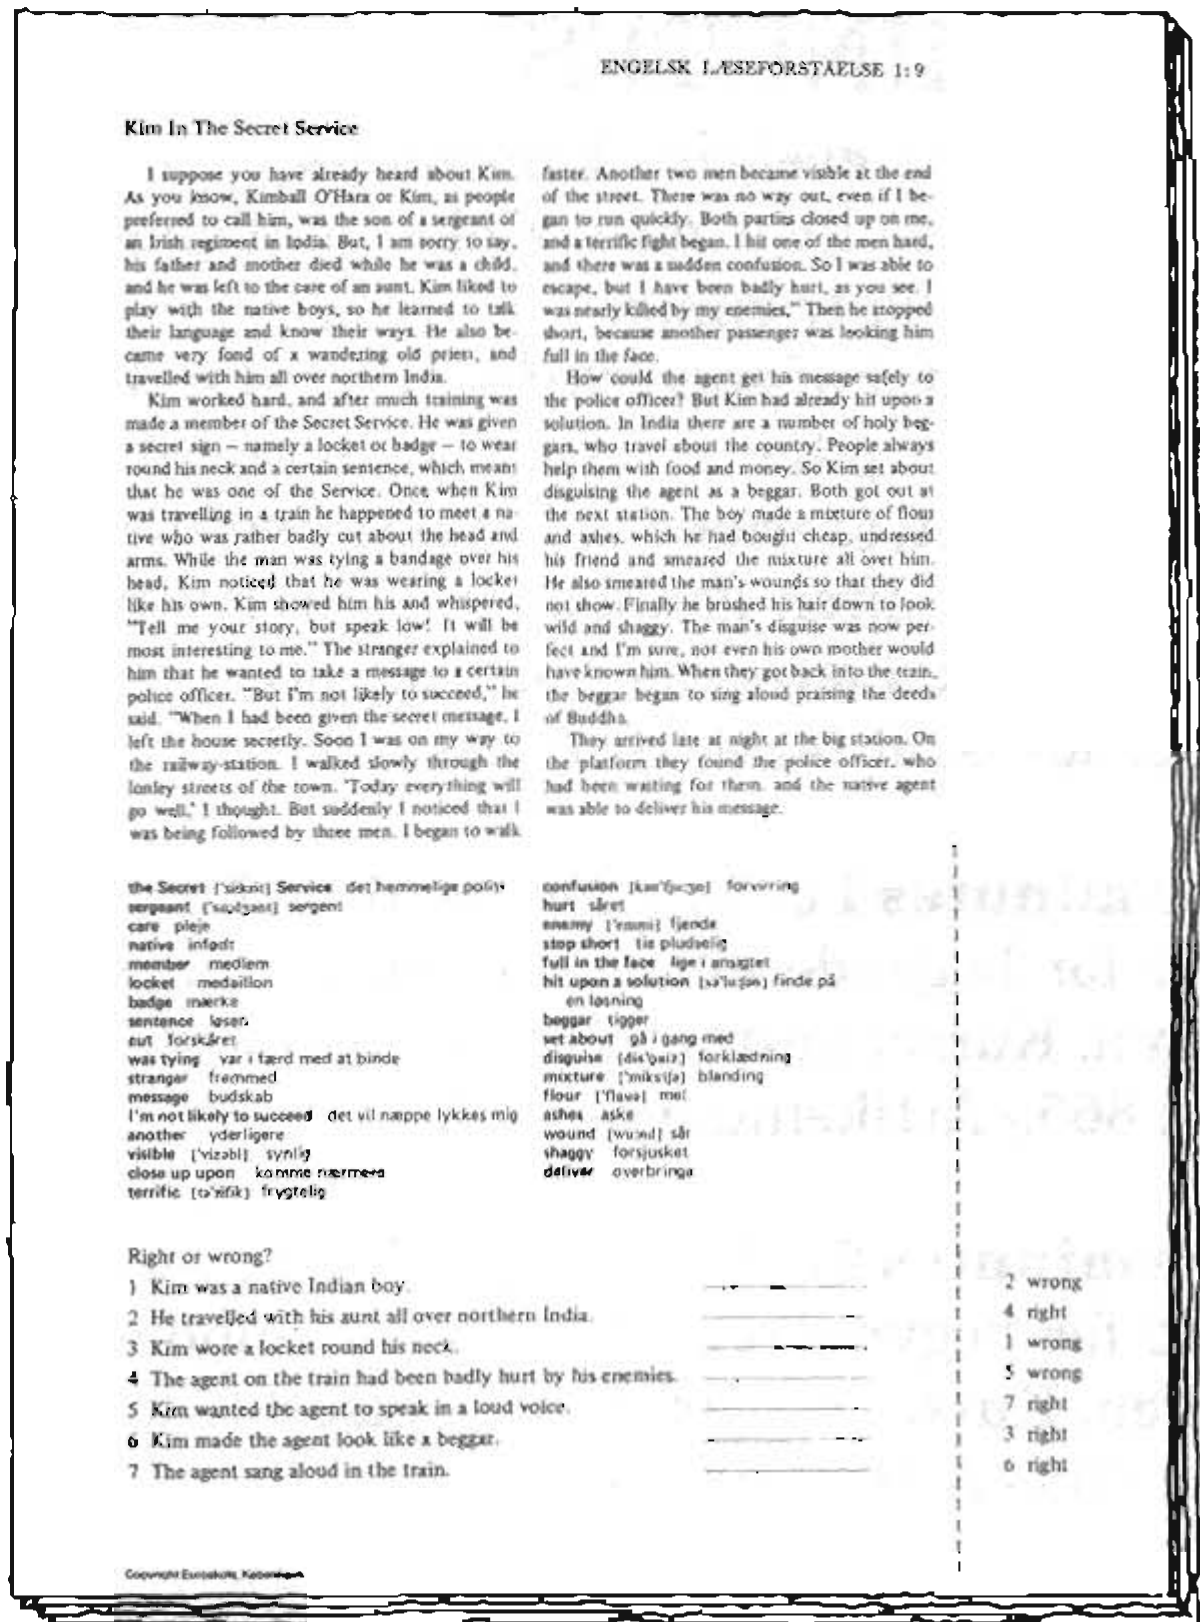 ENGELSK LÆSEFORSTAELSE 1:9
Kim In The Secret Service
I suppose you have already heard about Kim.
As you know, Kimball O'Hara or Kim, as people
preferred to call him, was the son of a sergeant of
an Irish regiment in India. But, I am sorry to say,
his father and mother died while he was a child,
and he was left to the care of an aunt. Kim liked to
play with the native boys, so he learned to talk
their language and know their ways. He also be-
came very fond of a wandering old priest, and
travelled with him all over northern India.
Kim worked hard, and after much training was
made a member of the Secret Service. He was given
a secret sign – namely a locket or badge – to wear
round his neck and a certain sentence, which meant
that he was one of the Service. Once when Kim
was travelling in a train he happened to meet a na-
tive who was rather badly cut about the head and
arms. While the man was tying a bandage over his
head, Kim noticed that he was wearing a locket
like his own. Kim showed him his and whispered,
"Tell me your story, but speak low! It will be
most interesting to me." The stranger explained to
him that he wanted to take a message to a certain
police officer. "But I'm not likely to succeed," he
said. "When I had been given the secret message, I
left the house secretly. Soon I was on my way to
the railway-station. I walked slowly through the
lonley streets of the town. 'Today everything will
go well,' I thought. But suddenly I noticed that I
was being followed by three men. I began to walk
faster. Another two men became visible at the end
of the street. There was no way out, even if I be-
gan to run quickly. Both parties closed up on me,
and a terrific fight began. I hit one of the men hard,
and there was a sudden confusion. So I was able to
escape, but I have been badly hurt, as you see. I
was nearly killed by my enemies," Then he stopped
short, because another passenger was looking him
full in the face.
How could the agent get his message safely to
the police officer? But Kim had already hit upon a
solution. In India there are a number of holy beg-
gars, who travel about the country. People always
help them with food and money. So Kim set about
disguising the agent as a beggar. Both got out at
the next station. The boy made a mixture of flour
and ashes, which he had bought cheap, undressed
his friend and smeared the mixture all over him.
He also smeared the man's wounds so that they did
not show. Finally he brushed his hair down to look
wild and shaggy. The man's disguise was now per-
fect and I'm sure, not even his own mother would
have known him. When they got back into the train,
the beggar began to sing aloud praising the deeds
of Buddha.
They arrived late at night at the big station. On
the platform they found the police officer, who
had been waiting for them, and the native agent
was able to deliver his message.
the Secret Service det hemmelige politi
sergeant sergent
care pleje
native indfødt
member medlem
locket medaillon
badge mærke
sentence løsen
cut forskåret
was tying var i færd med at binde
stranger fremmed
message budskab
I'm not likely to succeed det vil næppe lykkes mig
another yderligere
visible ['vizəbl] synlig
close up upon komme nærmere
terrific [tə'rifik] frygtelig
confusion [kən'fju:ʒən] forvirring
hurt såret
enemy ['enimi] fjende
stop short tie pludselig
full in the face lige i ansigtet
hit upon a solution [sə'lu:ʃən] finde på
en løsning
beggar tigger
set about gå i gang med
disguise [dis'gaiz] forklædning
mixture ['mikstʃə] blanding
flour ['flauə] mel
ashes aske
wound [wu:nd] sår
shaggy forsjusket
deliver overbringe
Right or wrong?
1 Kim was a native Indian boy.
2 He travelled with his aunt all over northern India.
3 Kim wore a locket round his neck.
4 The agent on the train had been badly hurt by his enemies.
5 Kim wanted the agent to speak in a loud voice.
6 Kim made the agent look like a beggar.
7 The agent sang aloud in the train.
2 wrong
4 right
1 wrong
5 wrong
7 right
3 right
6 right
Copyright Euroskole, København